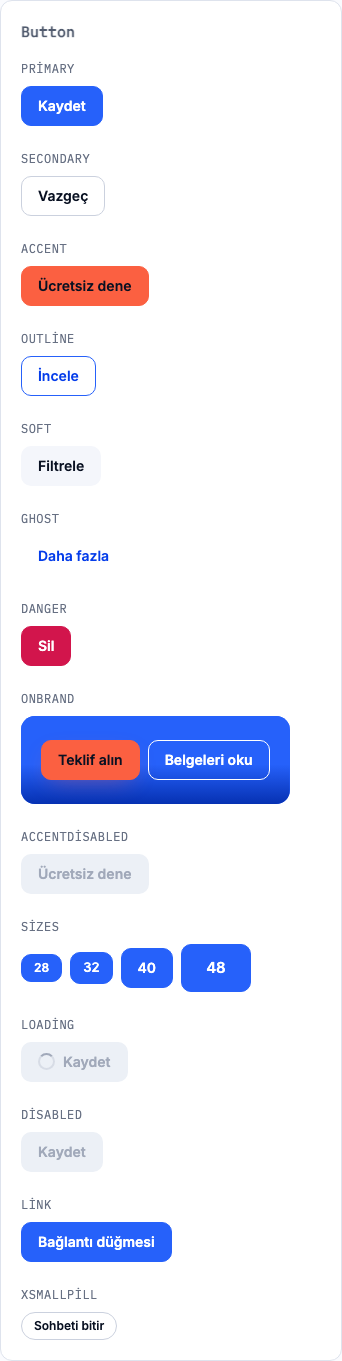 Button
PRİMARY
Kaydet
SECONDARY
Vazgeç
ACCENT
Ücretsiz dene
OUTLİNE
İncele
SOFT
Filtrele
GHOST
Daha fazla
DANGER
Sil
ONBRAND
Teklif alın Belgeleri oku
ACCENTDİSABLED
Ücretsiz dene
SİZES
28 32 40 48
LOADİNG
Kaydet
DİSABLED
Kaydet
LİNK
Bağlantı düğmesi
XSMALLPİLL
Sohbeti bitir